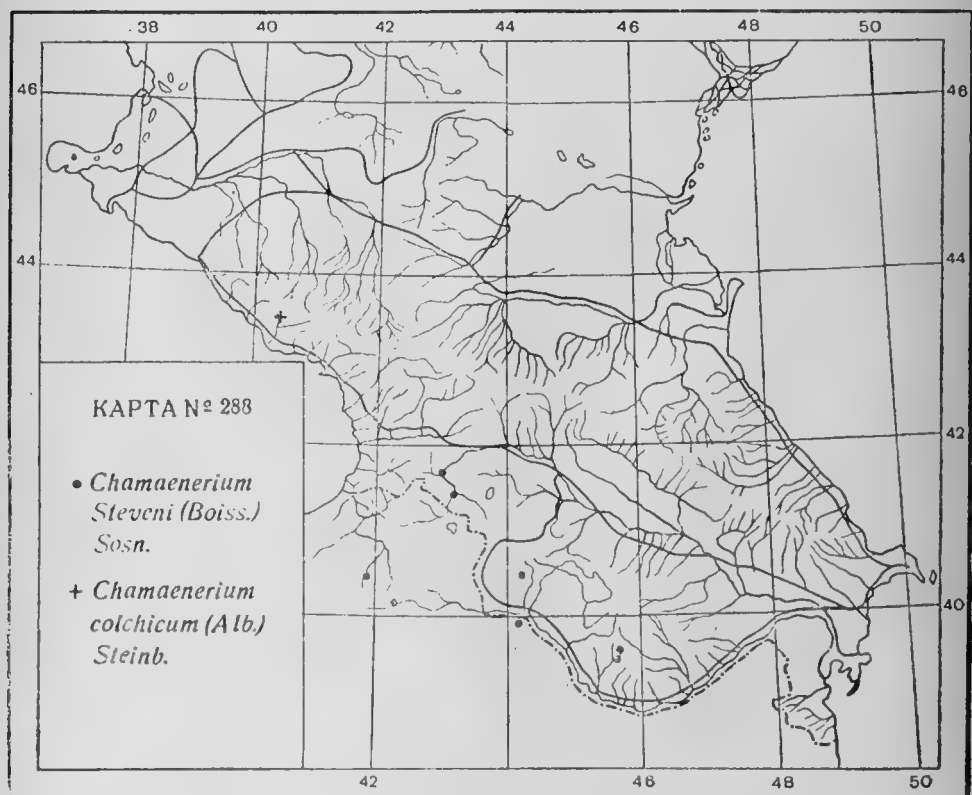 38 40 42 44 46 48 50
46 46
44 44
КАРТА № 288
42
• Chamaenerium
Steveni (Boiss.)
Sosn.
40
+ Chamaenerium
colchicum (Alb.)
Steinb.
42 44 46 48 50